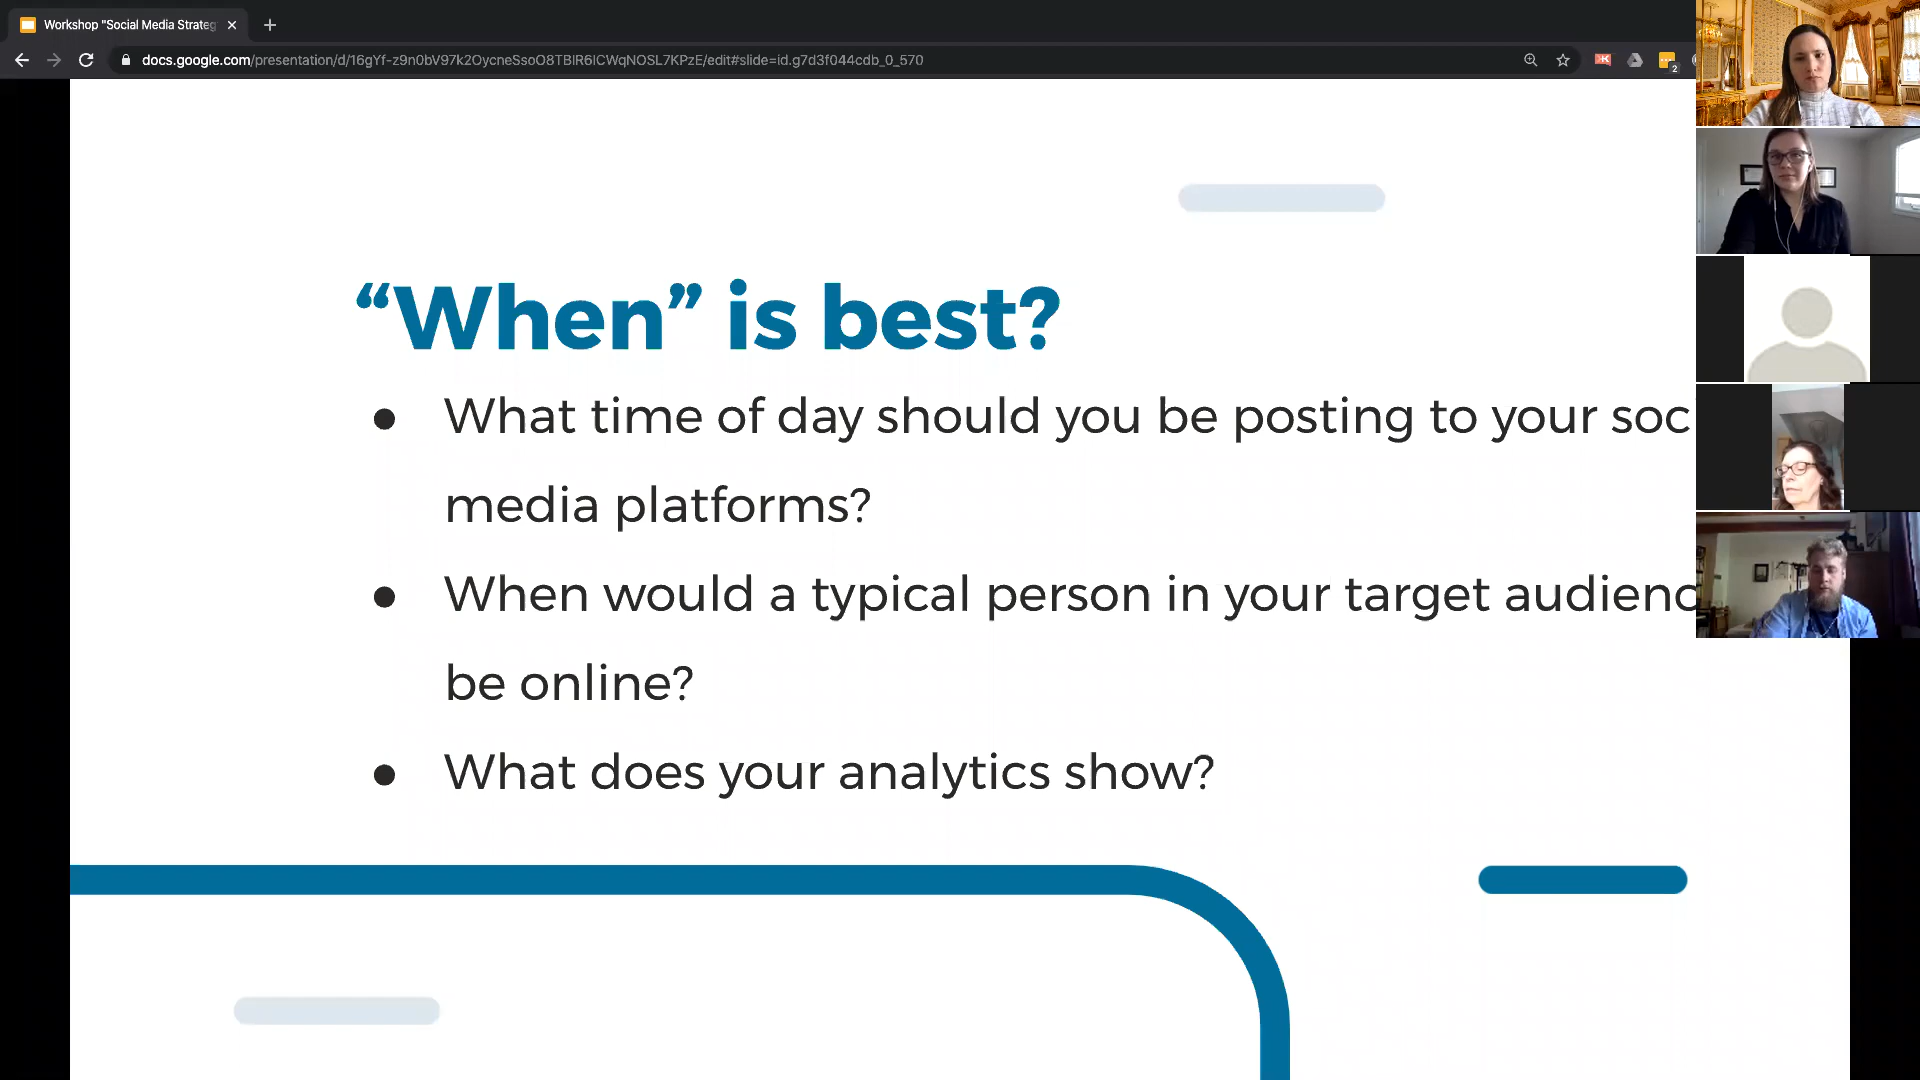 Workshop "Social Media Strateg
docs.google.com/presentation/d/16gYf-z9n0bV97k2OycneSsoO8TBIR6ICWqNOSL7KPzE/edit#slide=id.g7d3f044cdb_0_570
2
“When” is best?
● What time of day should you be posting to your soc
media platforms?
● When would a typical person in your target audienc
be online?
● What does your analytics show?